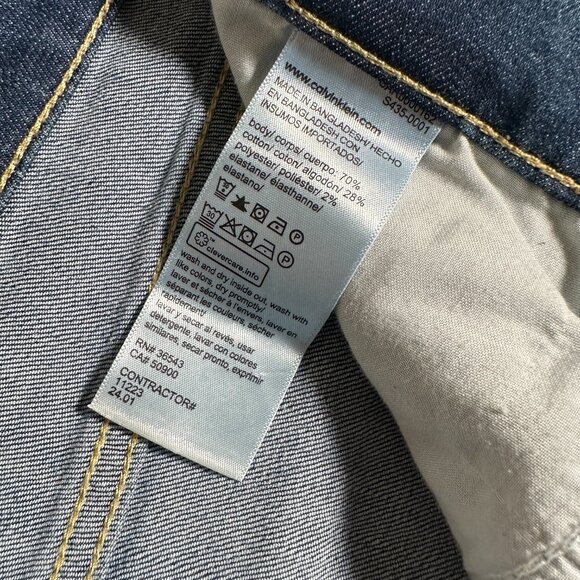 S435-0001
www.calvinklein.com
MADE IN BANGLADESH/ HECHO
EN BANGLADESH/ CON
INSUMOS IMPORTADOS/
body/ corps/ cuerpo: 70%
cotton/ coton/ algodón/ 28%
polyester/ poliéster/ 2%
elastane/ élasthanne/
elastano/
30
P
P
clevercare.info
wash and dry inside out, wash with
like colors, dry promptly/
laver et sécher à l'envers, laver en
séparant les couleurs, sécher
rapidement/
lavar y secar al revés, usar
detergente, lavar con colores
similares, secar pronto, exprimir
RN# 36543
CA# 50900
CONTRACTOR#
11223
24.01